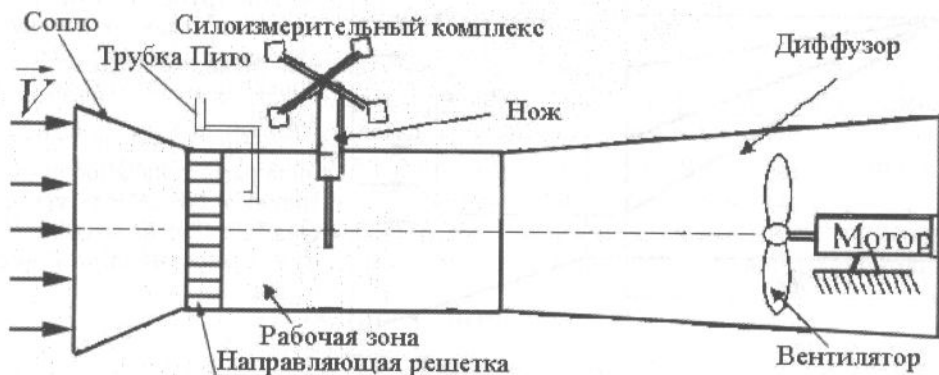 Сопло
Силоизмерительный комплекс
Трубка Пито
Диффузор
V
Нож
Мотор
Рабочая зона
Направляющая решетка
Вентилятор